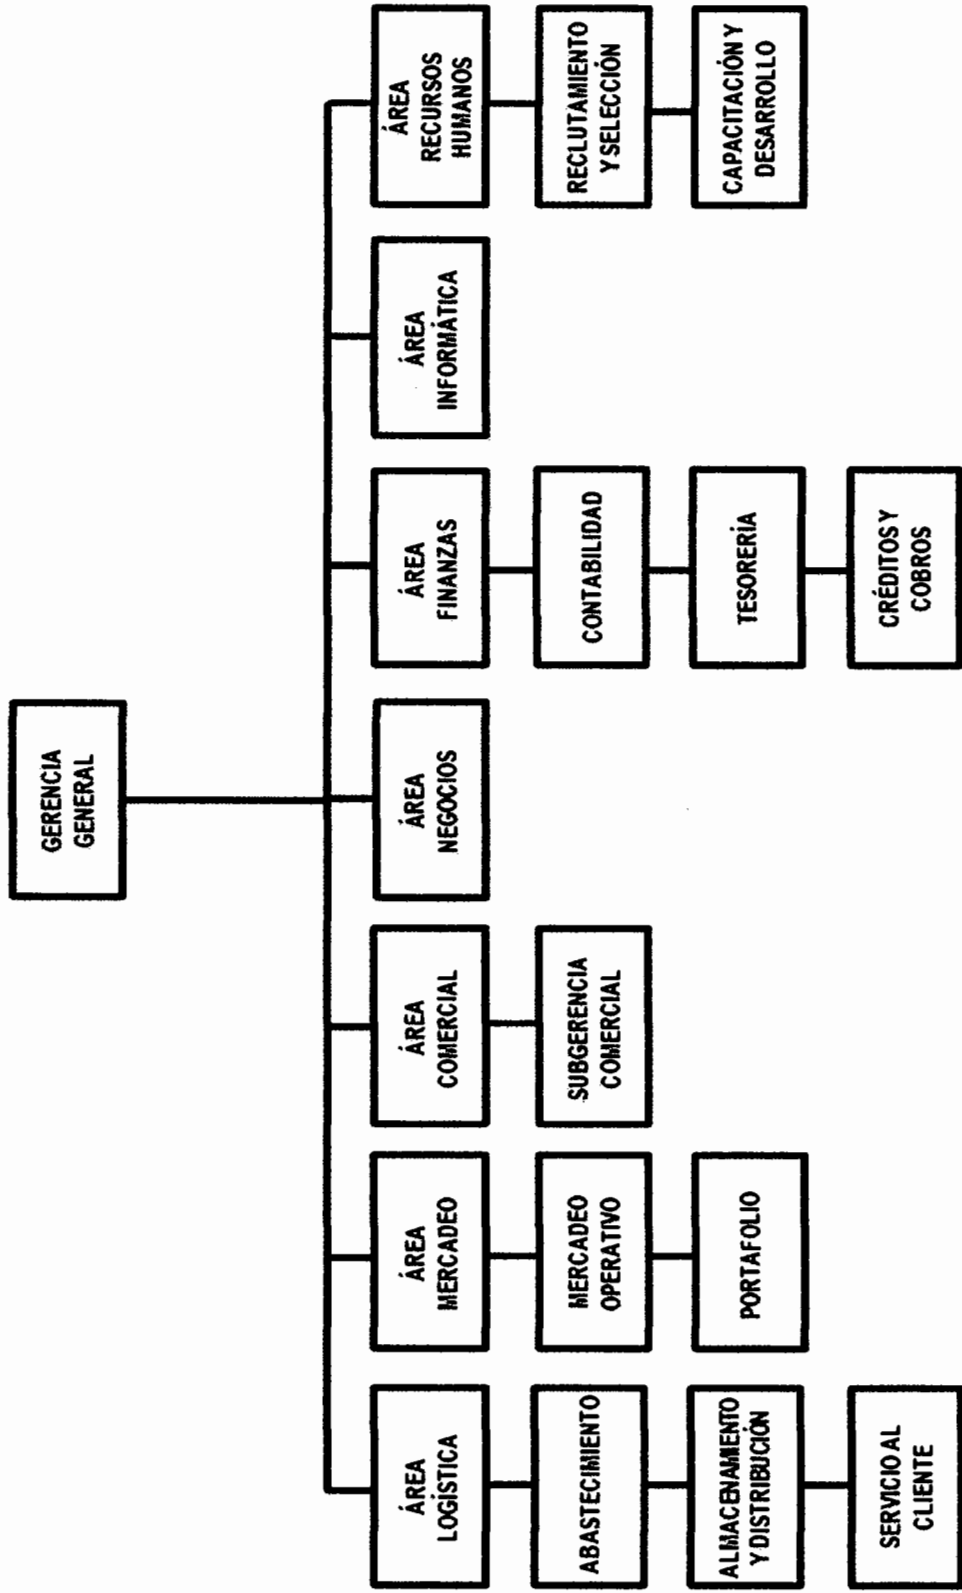 GERENCIA
GENERAL
ÁREA
LOGÍSTICA
ÁREA
MERCADEO
ÁREA
COMERCIAL
ÁREA
NEGOCIOS
ÁREA
FINANZAS
ÁREA
INFORMÁTICA
ÁREA
RECURSOS
HUMANOS
ABASTECIMIENTO
MERCADEO
OPERATIVO
SUBGERENCIA
COMERCIAL
CONTABILIDAD
RECLUTAMIENTO
Y SELECCIÓN
ALMACENAMIENTO
Y DISTRIBUCIÓN
PORTAFOLIO
TESORERÍA
CAPACITACIÓN Y
DESARROLLO
SERVICIO AL
CLIENTE
CRÉDITOS Y
COBROS